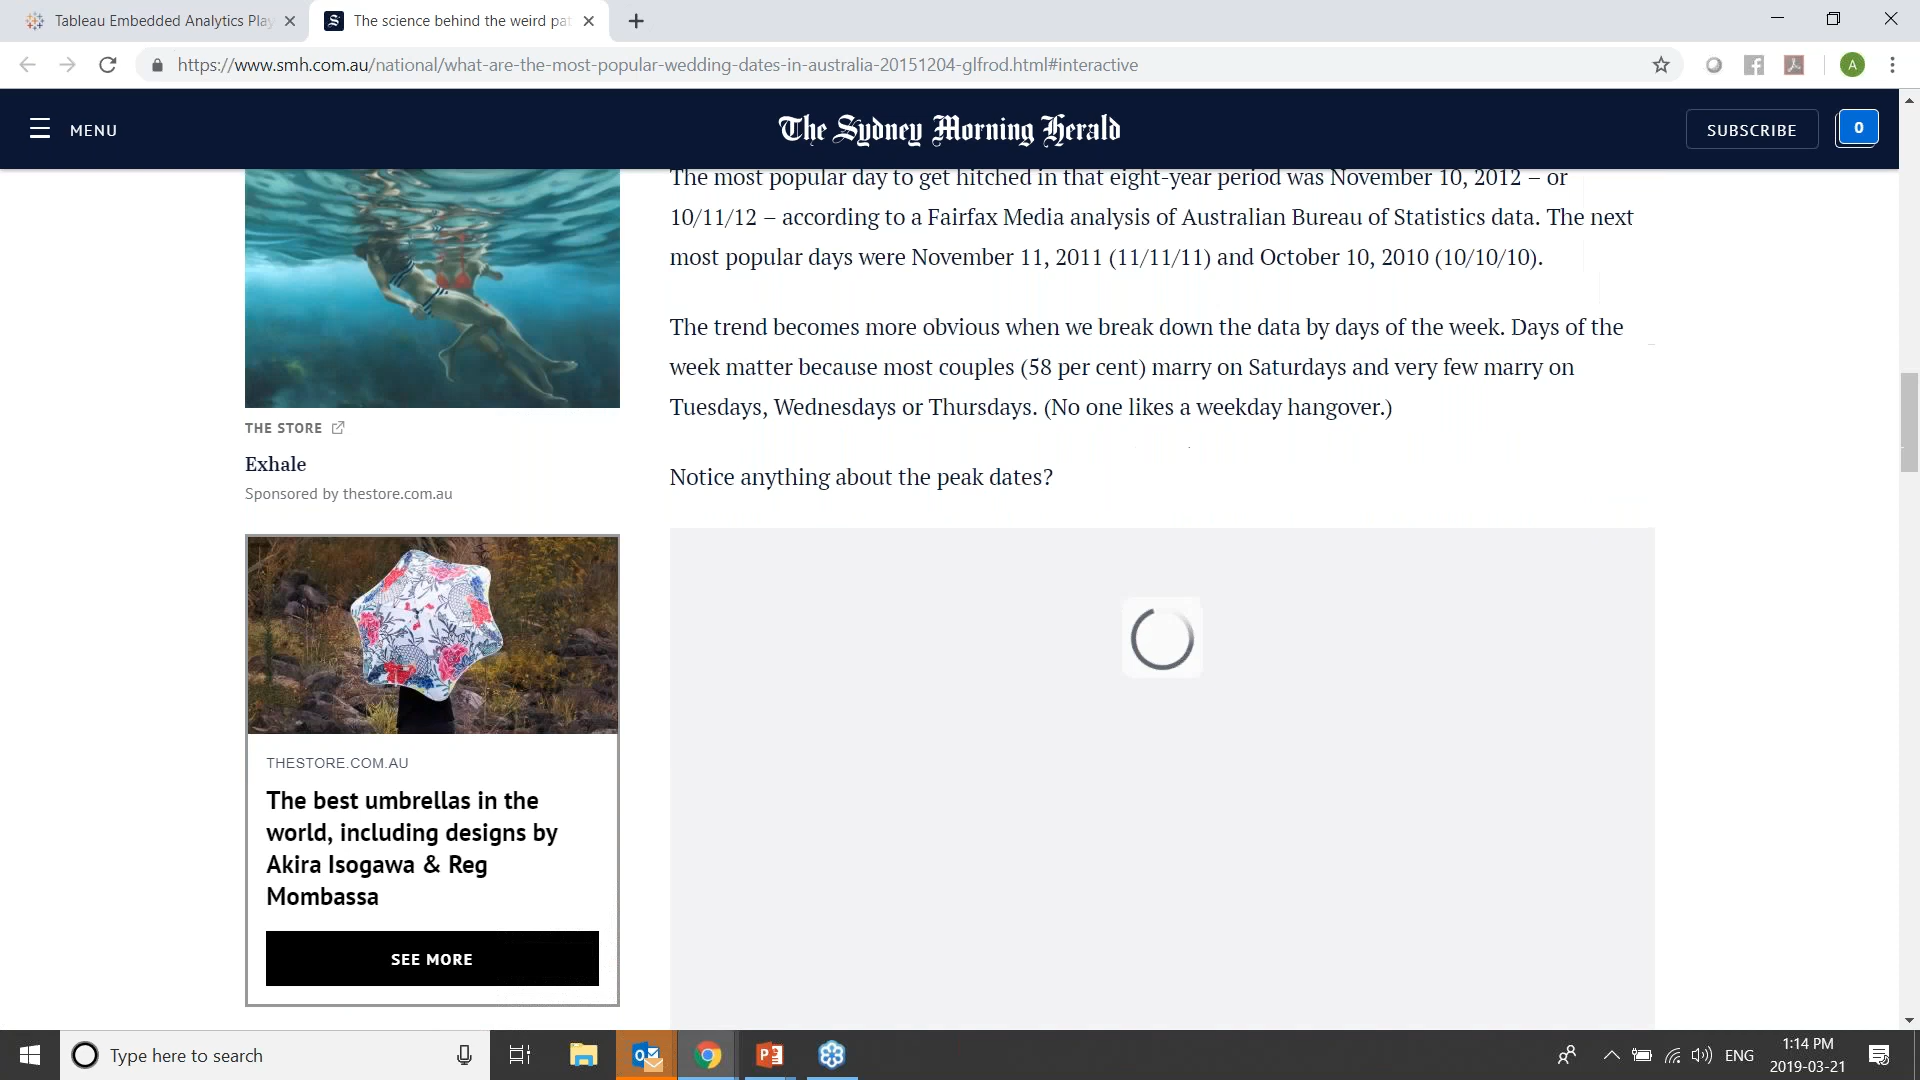 Tableau Embedded Analytics Play
The science behind the weird pat
https://www.smh.com.au/national/what-are-the-most-popular-wedding-dates-in-australia-20151204-glfrod.html#interactive
A
MENU
The Sydney Morning Herald
SUBSCRIBE
0
The most popular day to get hitched in that eight-year period was November 10, 2012 – or
10/11/12 – according to a Fairfax Media analysis of Australian Bureau of Statistics data. The next
most popular days were November 11, 2011 (11/11/11) and October 10, 2010 (10/10/10).
The trend becomes more obvious when we break down the data by days of the week. Days of the
week matter because most couples (58 per cent) marry on Saturdays and very few marry on
Tuesdays, Wednesdays or Thursdays. (No one likes a weekday hangover.)
Notice anything about the peak dates?
THE STORE
Exhale
Sponsored by thestore.com.au
THESTORE.COM.AU
The best umbrellas in the
world, including designs by
Akira Isogawa & Reg
Mombassa
SEE MORE
Type here to search
ENG
1:14 PM
2019-03-21